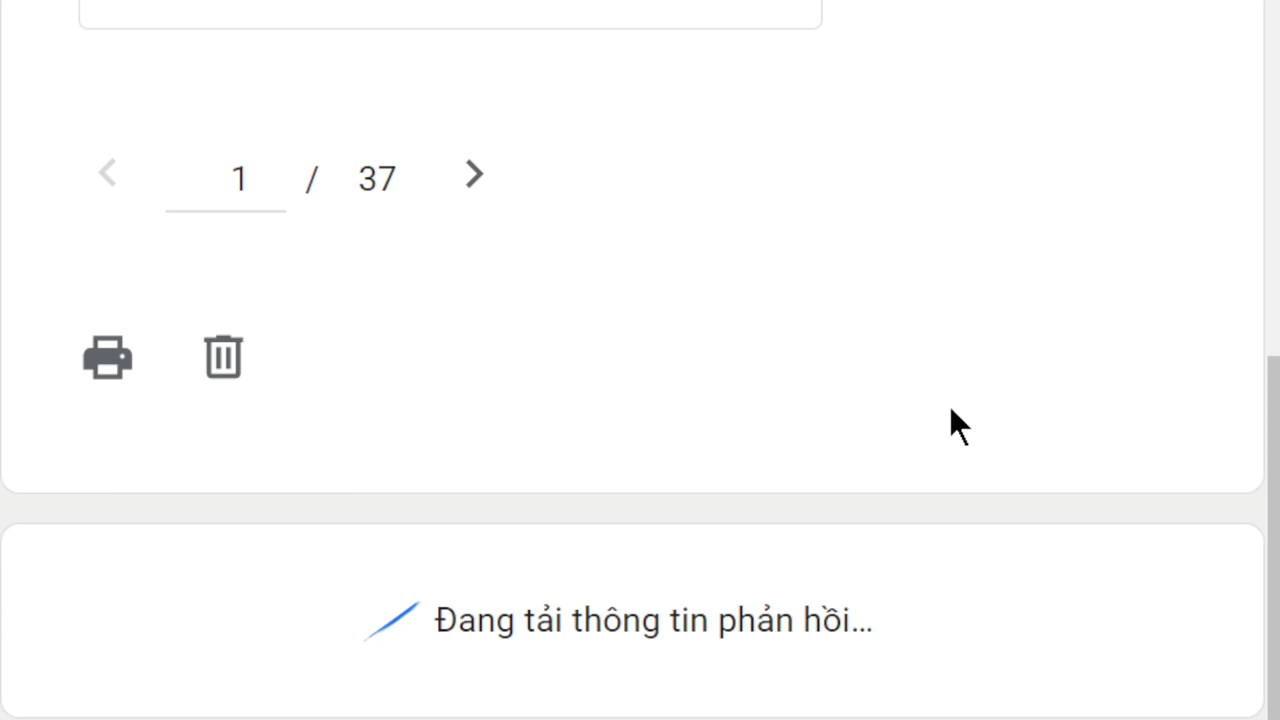 1 / 37
Đang tải thông tin phản hồi...